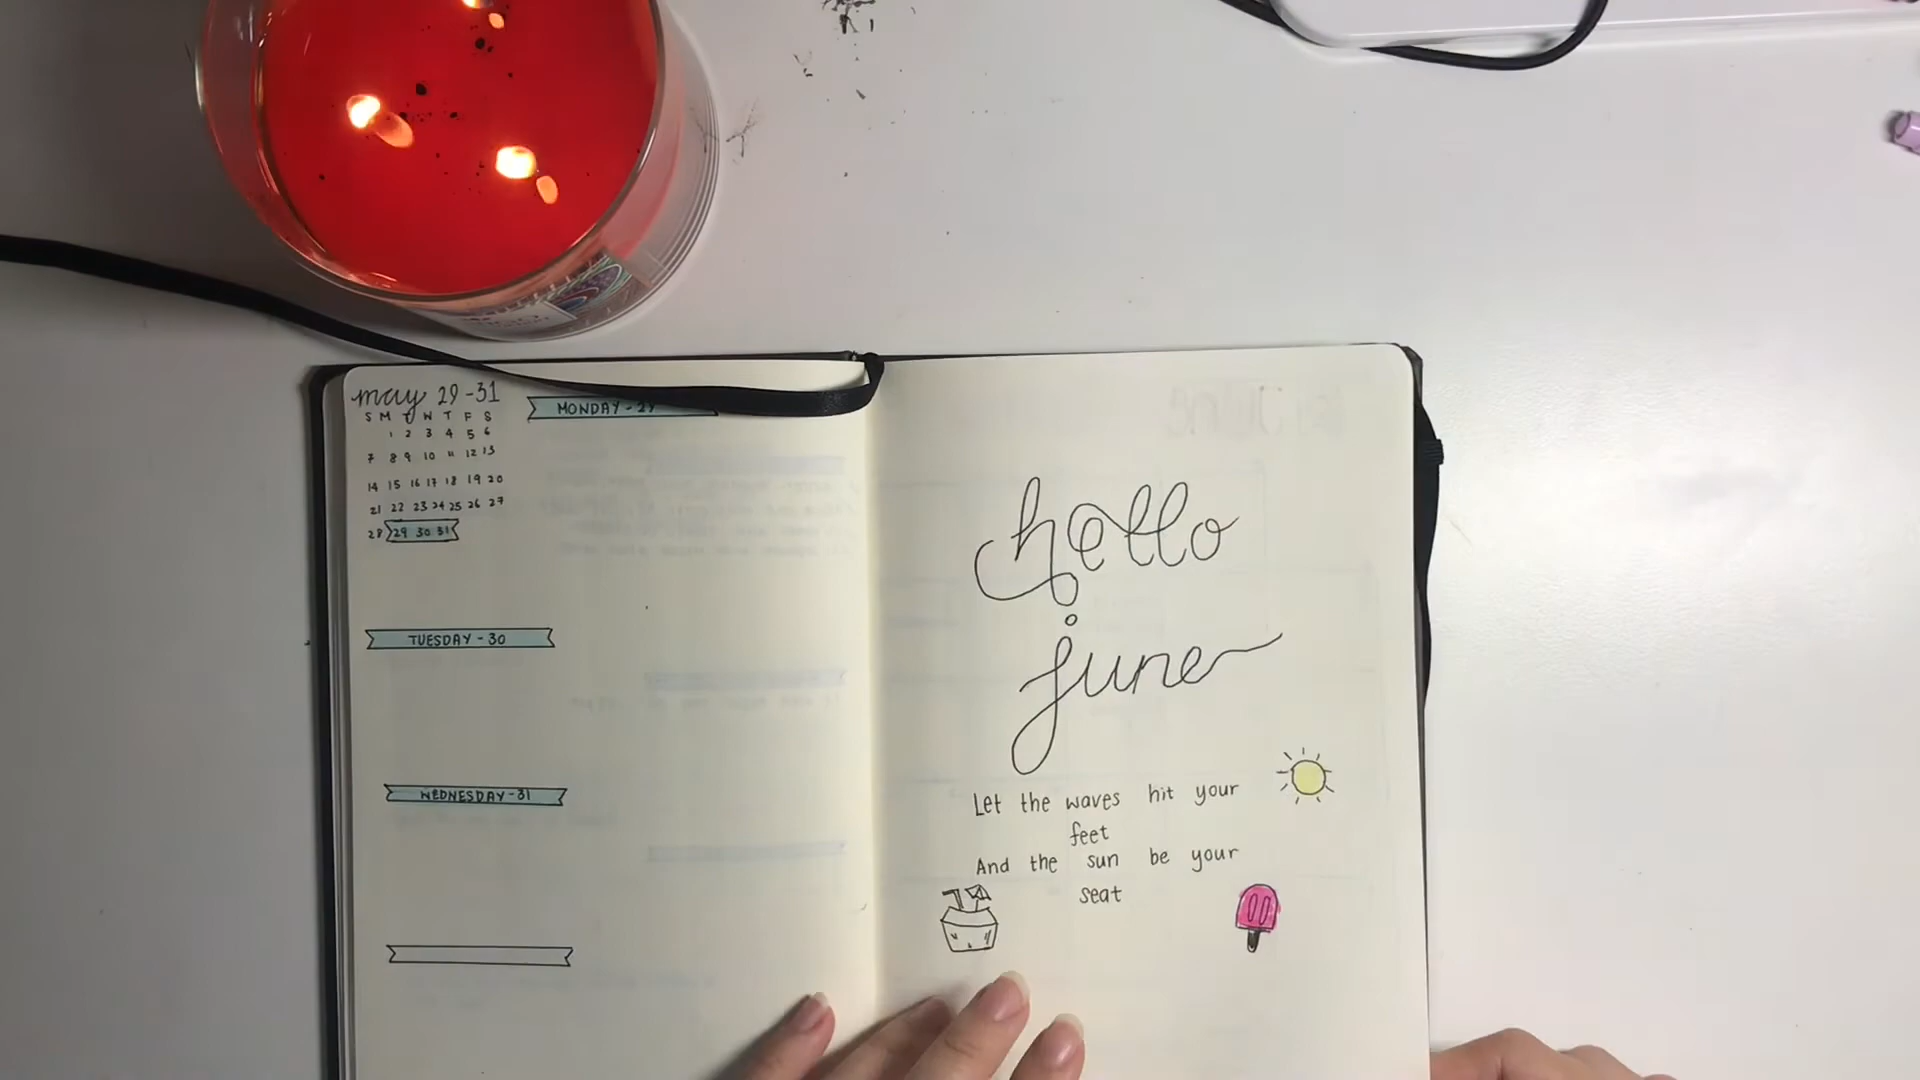 may 29-31
S M T W T F S
1 2 3 4 5 6
7 8 9 10 11 12 13
14 15 16 17 18 19 20
21 22 23 24 25 26 27
28 29 30 31
MONDAY - 29
TUESDAY - 30
WEDNESDAY - 31
hello
june
Let the waves hit your
feet
And the sun be your
seat